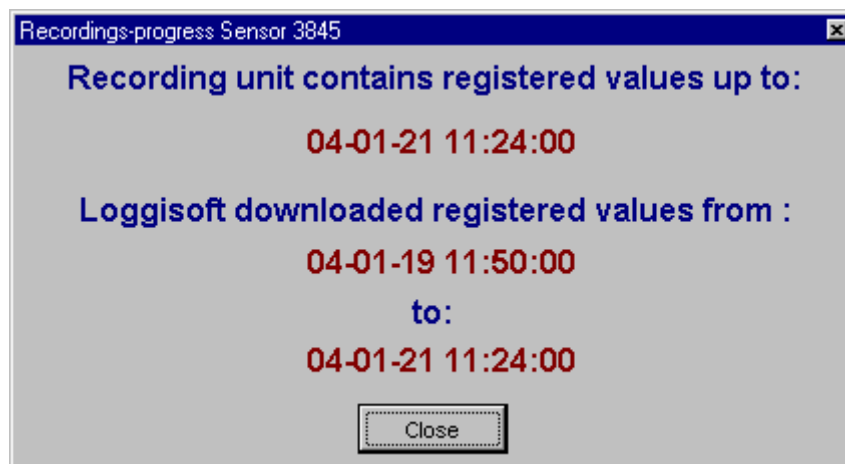 Recordings-progress Sensor 3845
Recording unit contains registered values up to:
04-01-21 11:24:00
Loggisoft downloaded registered values from :
04-01-19 11:50:00
to:
04-01-21 11:24:00
Close